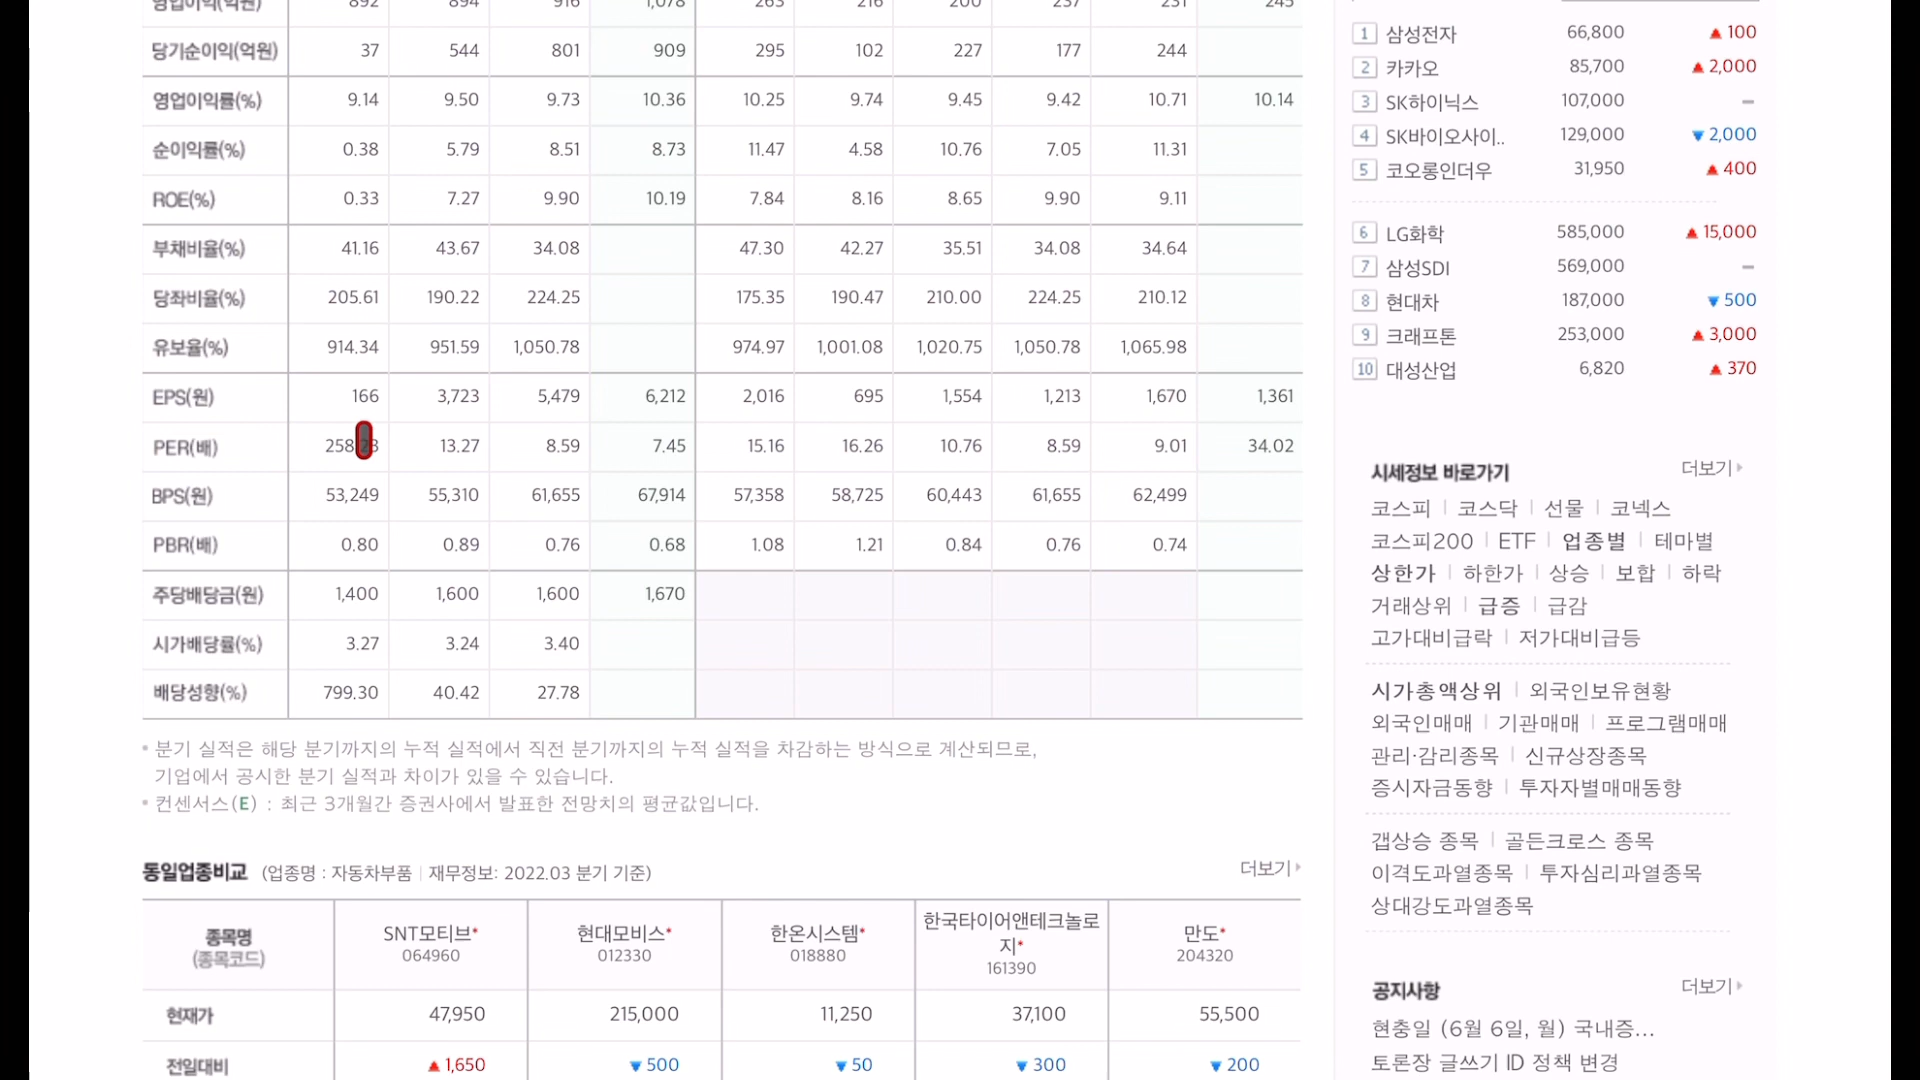 영업이익(억원) 892 894 916 1,078 263 216 200 237 231 245
당기순이익(억원) 37 544 801 909 295 102 227 177 244
영업이익률(%) 9.14 9.50 9.73 10.36 10.25 9.74 9.45 9.42 10.71 10.14
순이익률(%) 0.38 5.79 8.51 8.73 11.47 4.58 10.76 7.05 11.31
ROE(%) 0.33 7.27 9.90 10.19 7.84 8.16 8.65 9.90 9.11
부채비율(%) 41.16 43.67 34.08 47.30 42.27 35.51 34.08 34.64
당좌비율(%) 205.61 190.22 224.25 175.35 190.47 210.00 224.25 210.12
유보율(%) 914.34 951.59 1,050.78 974.97 1,001.08 1,020.75 1,050.78 1,065.98
EPS(원) 166 3,723 5,479 6,212 2,016 695 1,554 1,213 1,670 1,361
PER(배) 13.27 8.59 7.45 15.16 16.26 10.76 8.59 9.01 34.02
BPS(원) 53,249 55,310 61,655 67,914 57,358 58,725 60,443 61,655 62,499
PBR(배) 0.80 0.89 0.76 0.68 1.08 1.21 0.84 0.76 0.74
주당배당금(원) 1,400 1,600 1,600 1,670
시가배당률(%) 3.27 3.24 3.40
배당성향(%) 799.30 40.42 27.78
• 분기 실적은 해당 분기까지의 누적 실적에서 직전 분기까지의 누적 실적을 차감하는 방식으로 계산되므로,
기업에서 공시한 분기 실적과 차이가 있을 수 있습니다.
• 컨센서스(E) : 최근 3개월간 증권사에서 발표한 전망치의 평균값입니다.
동일업종비교 (업종명 : 자동차부품 | 재무정보: 2022.03 분기 기준) 더보기
종목명 SNT모티브* 현대모비스* 한온시스템* 한국타이어앤테크놀로
지* 만도*
(종목코드) 064960 012330 018880 161390 204320
현재가 47,950 215,000 11,250 37,100 55,500
전일대비 ▲1,650 ▼500 ▼50 ▼300 ▼200
1 삼성전자 66,800 ▲100
2 카카오 85,700 ▲2,000
3 SK하이닉스 107,000 –
4 SK바이오사이.. 129,000 ▼2,000
5 코오롱인더우 31,950 ▲400
6 LG화학 585,000 ▲15,000
7 삼성SDI 569,000 –
8 현대차 187,000 ▼500
9 크래프톤 253,000 ▲3,000
10 대성산업 6,820 ▲370
시세정보 바로가기 더보기
코스피 | 코스닥 | 선물 | 코넥스
코스피200 | ETF | 업종별 | 테마별
상한가 | 하한가 | 상승 | 보합 | 하락
거래상위 | 급증 | 급감
고가대비급락 | 저가대비급등
시가총액상위 | 외국인보유현황
외국인매매 | 기관매매 | 프로그램매매
관리·감리종목 | 신규상장종목
증시자금동향 | 투자자별매매동향
갭상승 종목 | 골든크로스 종목
이격도과열종목 | 투자심리과열종목
상대강도과열종목
공지사항 더보기
현충일 (6월 6일, 월) 국내증...
토론장 글쓰기 ID 정책 변경